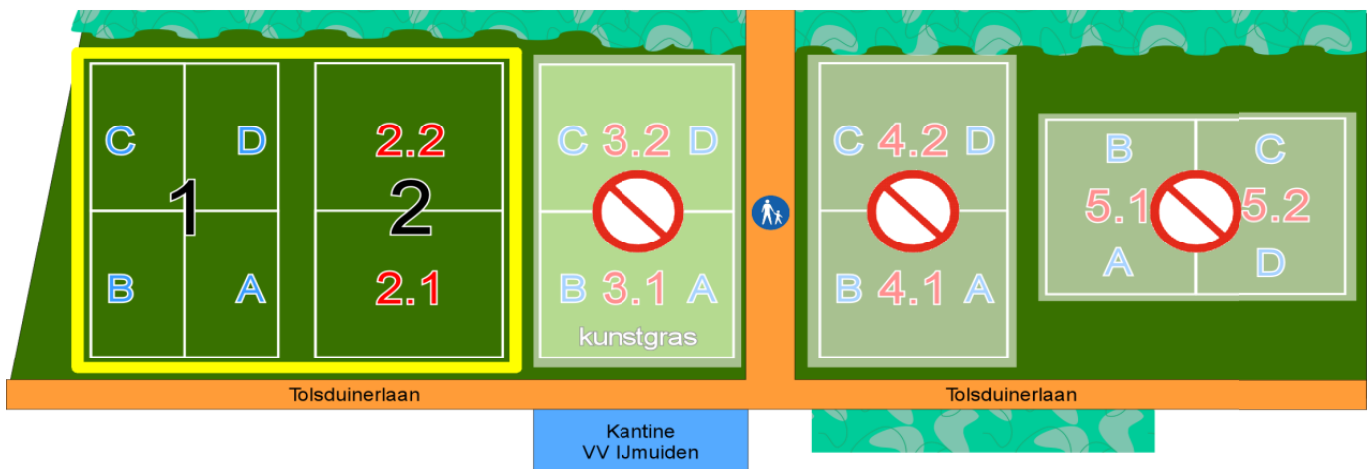 C D 2.2 C 3.2 D C 4.2 D B C
1 2 5.1 5.2
B A 2.1 B 3.1 A B 4.1 A A D
kunstgras
Tolsduinerlaan Tolsduinerlaan
Kantine
VV IJmuiden